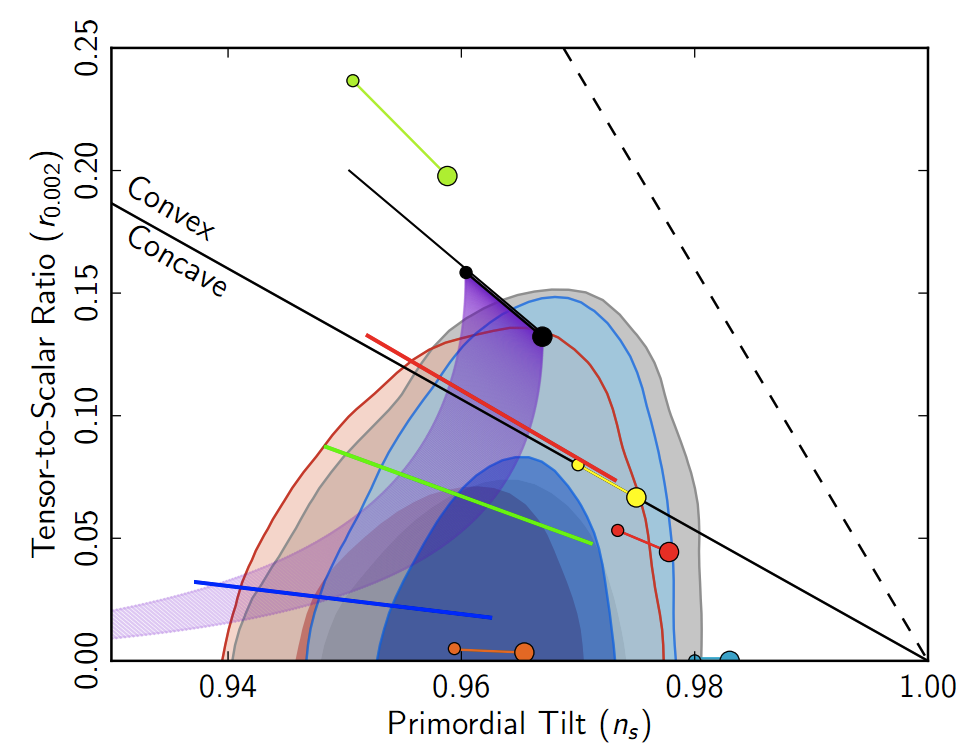 0.25
0.20
0.15
0.10
0.05
0.00
Tensor-to-Scalar Ratio (r0.002)
Convex
Concave
0.94 0.96 0.98 1.00
Primordial Tilt (ns)